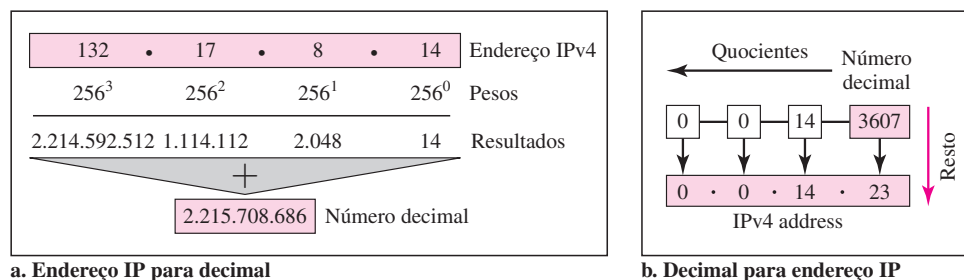 132 • 17 • 8 • 14 Endereço IPv4
256³ 256² 256¹ 256⁰ Pesos
2.214.592.512 1.114.112 2.048 14 Resultados
+
2.215.708.686 Número decimal
a. Endereço IP para decimal
Quocientes
Número
decimal
0 0 14 3607
0 • 0 • 14 • 23
IPv4 address
Resto
b. Decimal para endereço IP